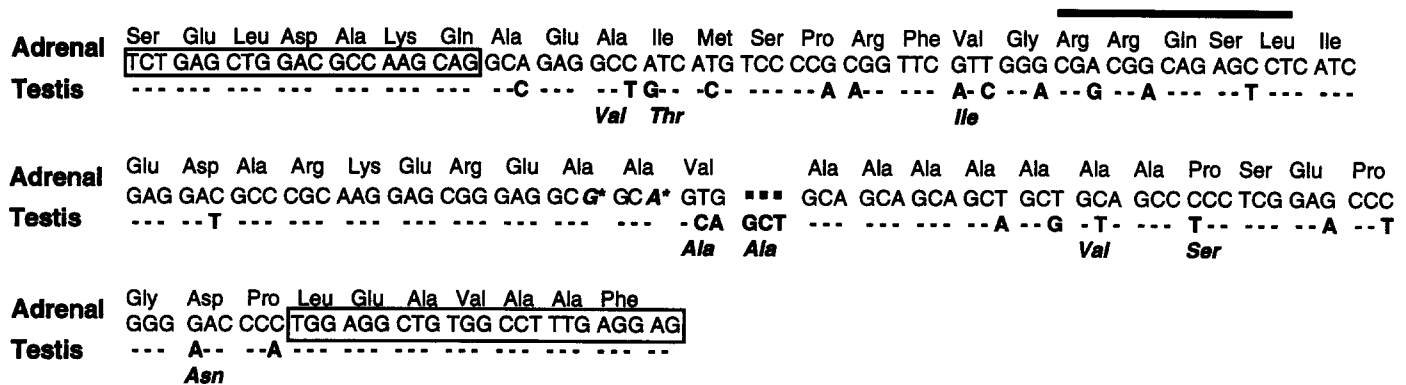 Ser Glu Leu Asp Ala Lys Gln Ala Glu Ala Ile Met Ser Pro Arg Phe Val Gly Arg Arg Gln Ser Leu Ile
Adrenal TCT GAG CTG GAC GCC AAG CAG GCA GAG GCC ATC ATG TCC CCG CGG TTC GTT GGG CGA CGG CAG AGC CTC ATC
Testis --- --- --- --- --- --- --- --C --- --T G-- -C- --- --A A-- --- A-C --A --G --A --- --T --- ---
Val Thr Ile
Glu Asp Ala Arg Lys Glu Arg Glu Ala Ala Val Ala Ala Ala Ala Ala Ala Ala Pro Ser Glu Pro
Adrenal GAG GAC GCC CGC AAG GAG CGG GAG GCG* GCA* GTG ▪▪▪ GCA GCA GCA GCT GCT GCA GCC CCC TCG GAG CCC
Testis --- --T --- --- --- --- --- --- --- --- -CA GCT --- --- --- --A --G -T- --- T-- --- --A --T
Ala Ala Val Ser
Gly Asp Pro Leu Glu Ala Val Ala Ala Phe
Adrenal GGG GAC CCC TGG AGG CTG TGG CCT TTG AGG AG
Testis --- A-- --A --- --- --- --- --- --- --- --
Asn